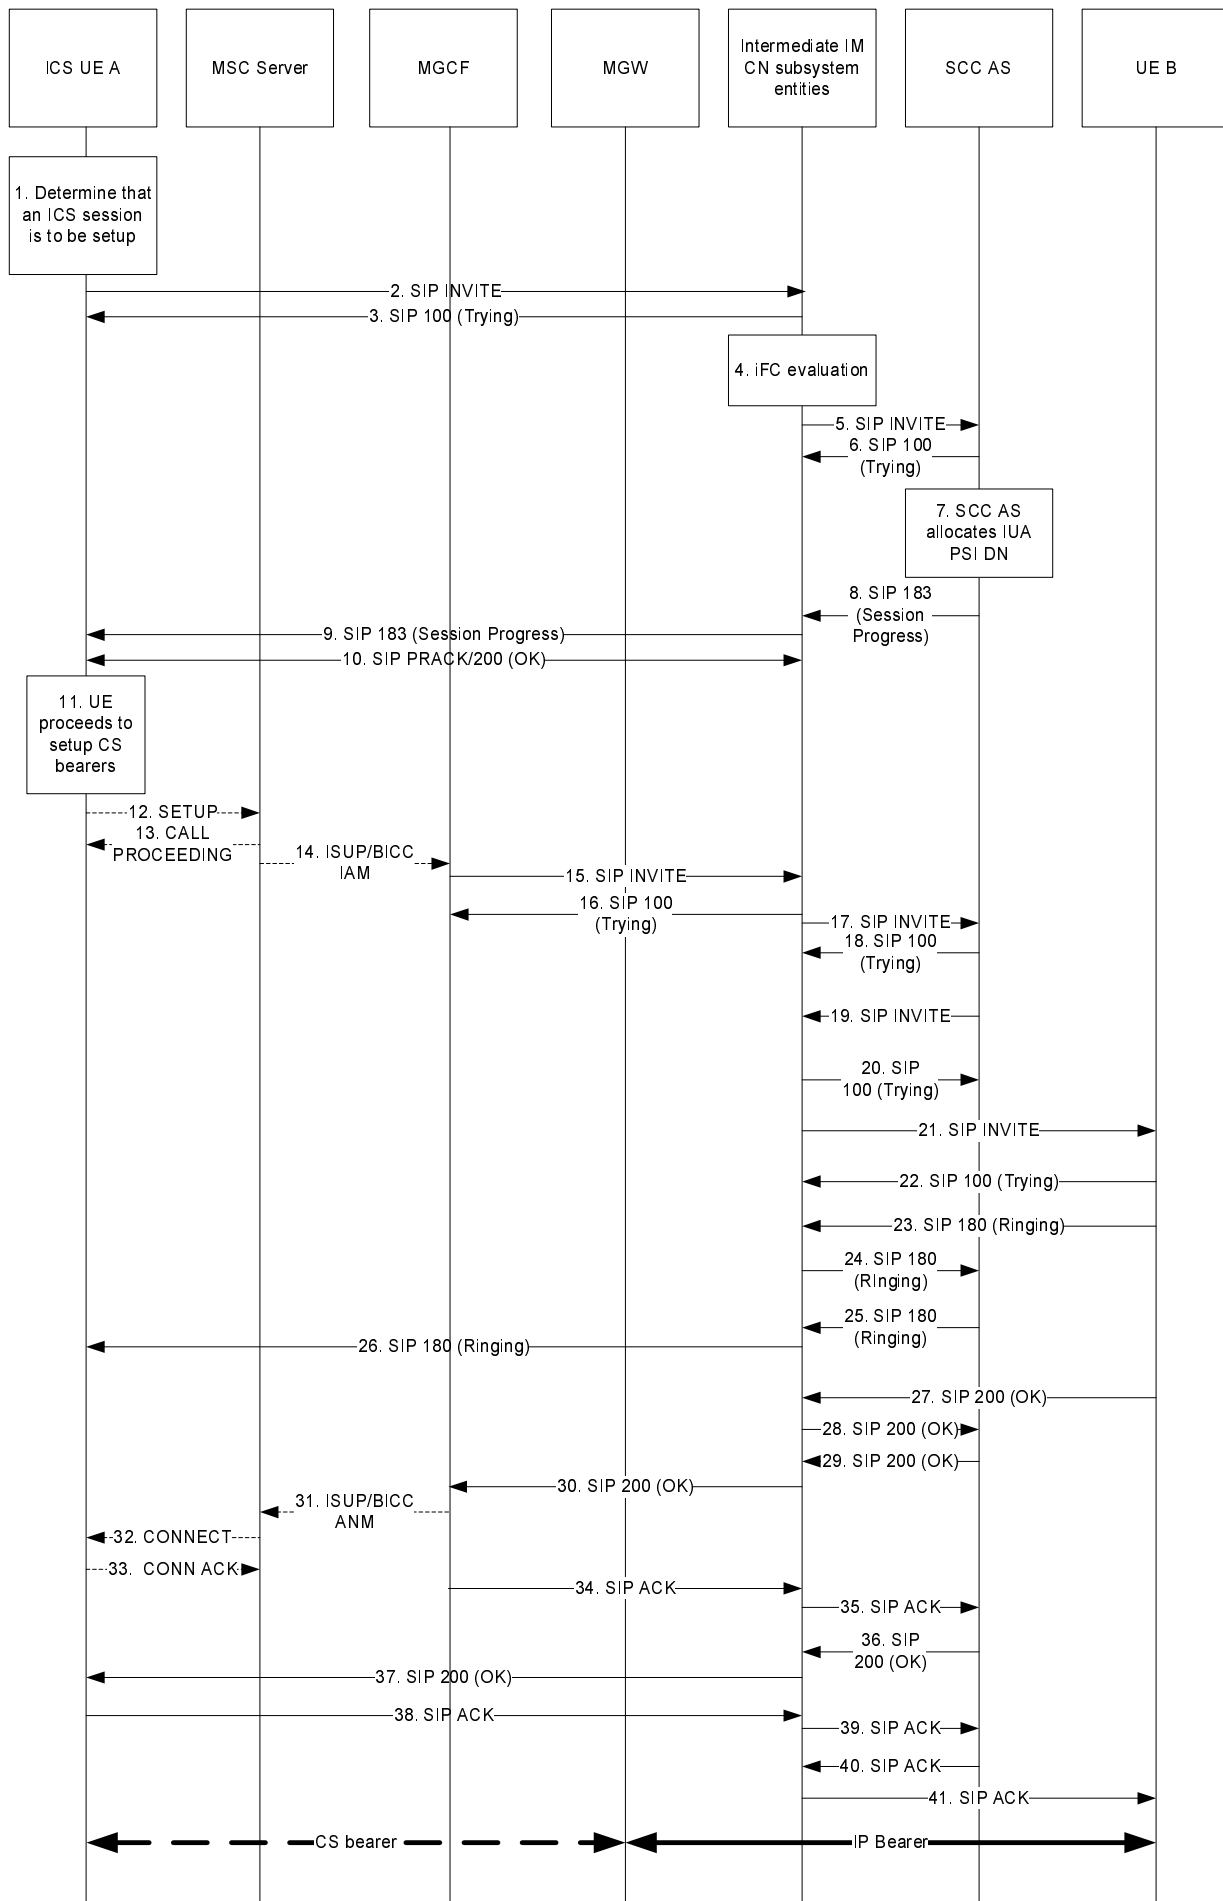 ICS UE A
MSC Server
MGCF
MGW
Intermediate IM
CN subsystem
entities
SCC AS
UE B
1. Determine that
an ICS session
is to be setup
2. SIP INVITE
3. SIP 100 (Trying)
4. iFC evaluation
5. SIP INVITE
6. SIP 100
(Trying)
7. SCC AS
allocates IUA
PSI DN
8. SIP 183
(Session
Progress)
9. SIP 183 (Session Progress)
10. SIP PRACK/200 (OK)
11. UE
proceeds to
setup CS
bearers
12. SETUP
13. CALL
PROCEEDING
14. ISUP/BICC
IAM
15. SIP INVITE
16. SIP 100
(Trying)
17. SIP INVITE
18. SIP 100
(Trying)
19. SIP INVITE
20. SIP
100 (Trying)
21. SIP INVITE
22. SIP 100 (Trying)
23. SIP 180 (Ringing)
24. SIP 180
(RInging)
25. SIP 180
(Ringing)
26. SIP 180 (Ringing)
27. SIP 200 (OK)
28. SIP 200 (OK)
29. SIP 200 (OK)
30. SIP 200 (OK)
31. ISUP/BICC
ANM
32. CONNECT
33. CONN ACK
34. SIP ACK
35. SIP ACK
36. SIP
200 (OK)
37. SIP 200 (OK)
38. SIP ACK
39. SIP ACK
40. SIP ACK
41. SIP ACK
CS bearer
IP Bearer